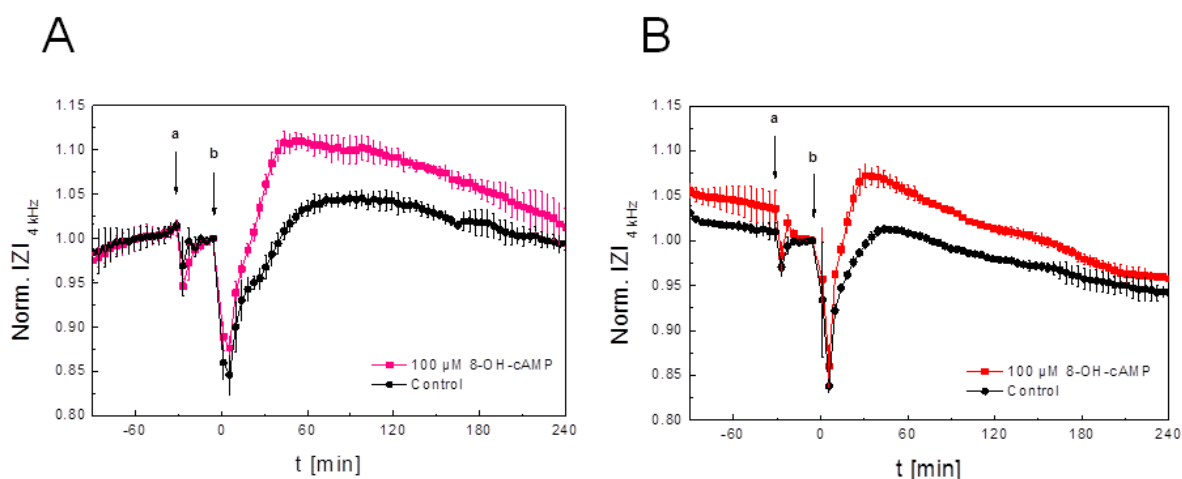 A
B
1.15
1.10
1.05
1.00
0.95
0.90
0.85
0.80
Norm. IZI 4 kHz
a
b
100 µM 8-OH-cAMP
Control
-60
0
60
120
180
240
t [min]
1.15
1.10
1.05
1.00
0.95
0.90
0.85
0.80
Norm. IZI 4 kHz
a
b
100 µM 8-OH-cAMP
Control
-60
0
60
120
180
240
t [min]